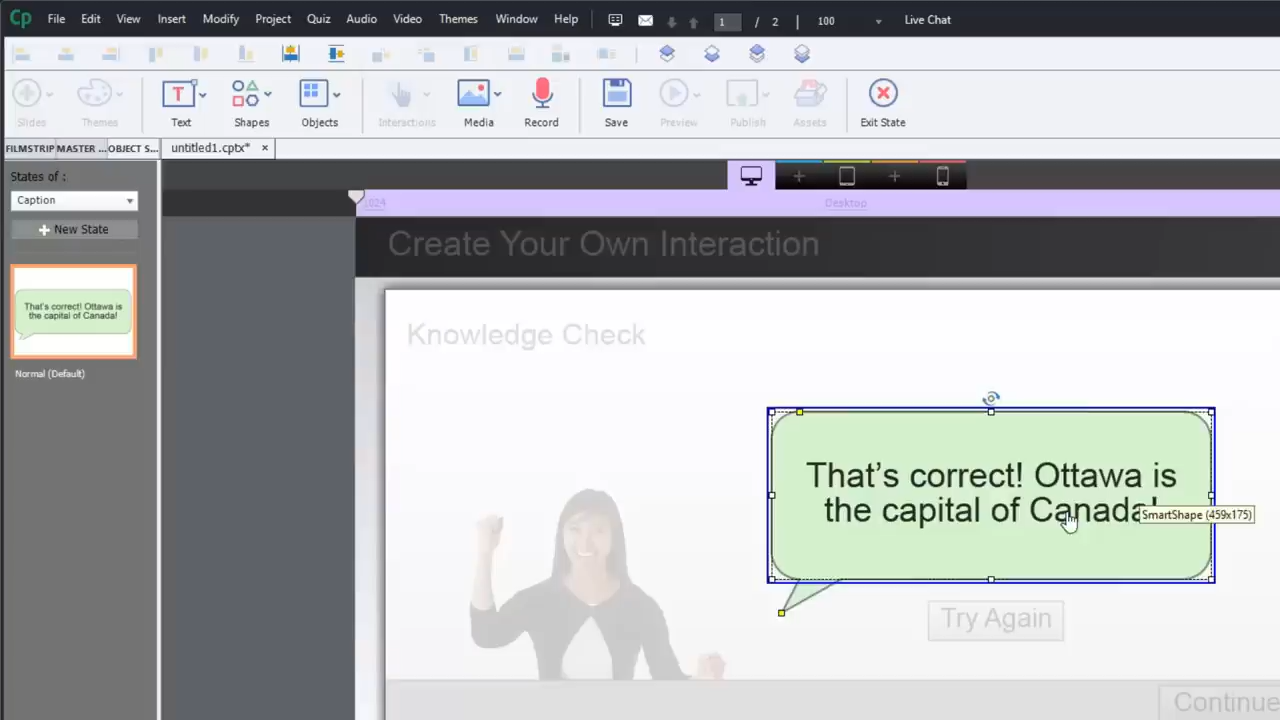 Cp File Edit View Insert Modify Project Quiz Audio Video Themes Window Help 1 / 2 100 Live Chat
Slides Themes Text Shapes Objects Interactions Media Record Save Preview Publish Assets Exit State
FILMSTRIP MASTER ... OBJECT S... untitled1.cptx* ×
States of :
Caption
New State
1024 Desktop
Create Your Own Interaction
That's correct! Ottawa is
the capital of Canada!
Normal (Default)
Knowledge Check
That's correct! Ottawa is
the capital of Canada!
SmartShape (459x175)
Try Again
Continue